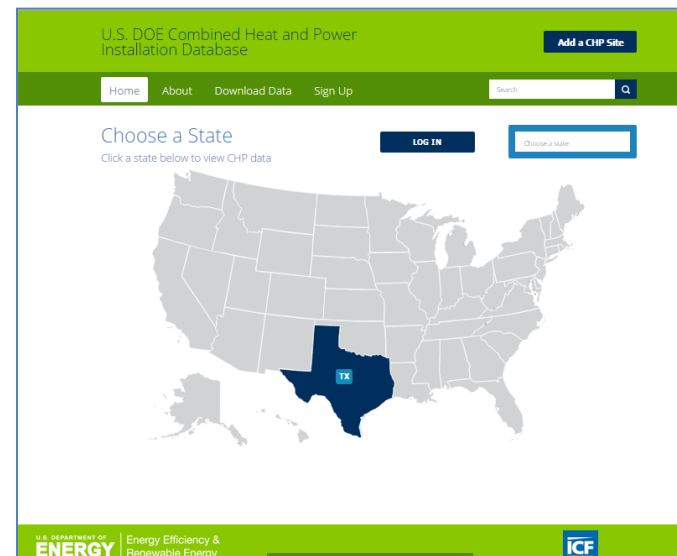 U.S. DOE Combined Heat and Power
Installation Database
Add a CHP Site
Home About Download Data Sign Up
Search
Choose a State
LOG IN
Choose a state
Click a state below to view CHP data
TX
U.S. DEPARTMENT OF
ENERGY
Energy Efficiency &
Renewable Energy
ICF